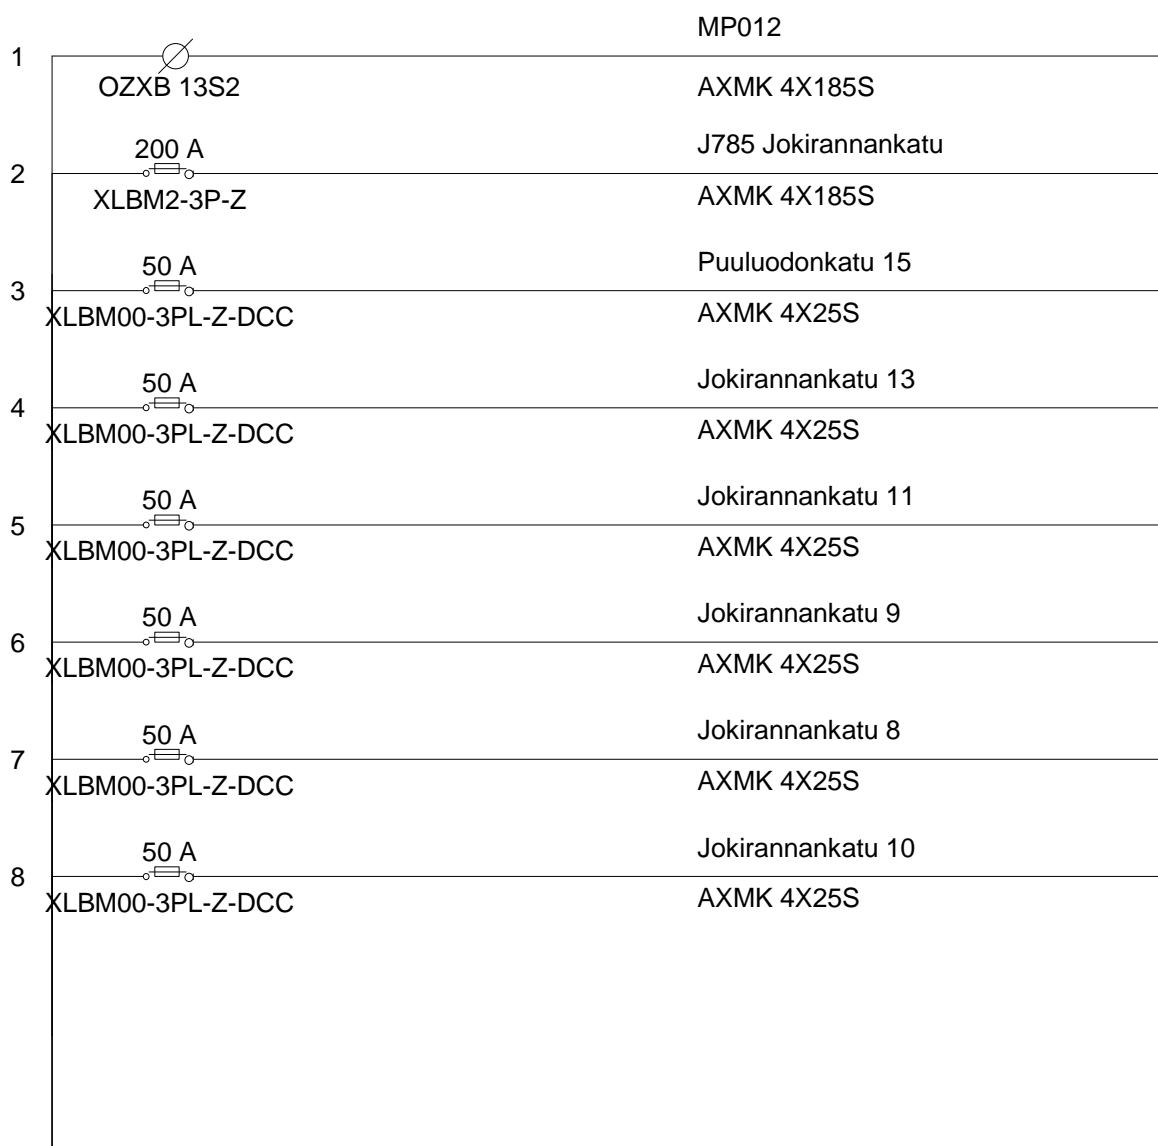 MP012
1
OZXB 13S2 AXMK 4X185S
200 A J785 Jokirannankatu
2
XLBM2-3P-Z AXMK 4X185S
50 A Puuluodonkatu 15
3
XLBM00-3PL-Z-DCC AXMK 4X25S
50 A Jokirannankatu 13
4
XLBM00-3PL-Z-DCC AXMK 4X25S
50 A Jokirannankatu 11
5
XLBM00-3PL-Z-DCC AXMK 4X25S
50 A Jokirannankatu 9
6
XLBM00-3PL-Z-DCC AXMK 4X25S
50 A Jokirannankatu 8
7
XLBM00-3PL-Z-DCC AXMK 4X25S
50 A Jokirannankatu 10
8
XLBM00-3PL-Z-DCC AXMK 4X25S